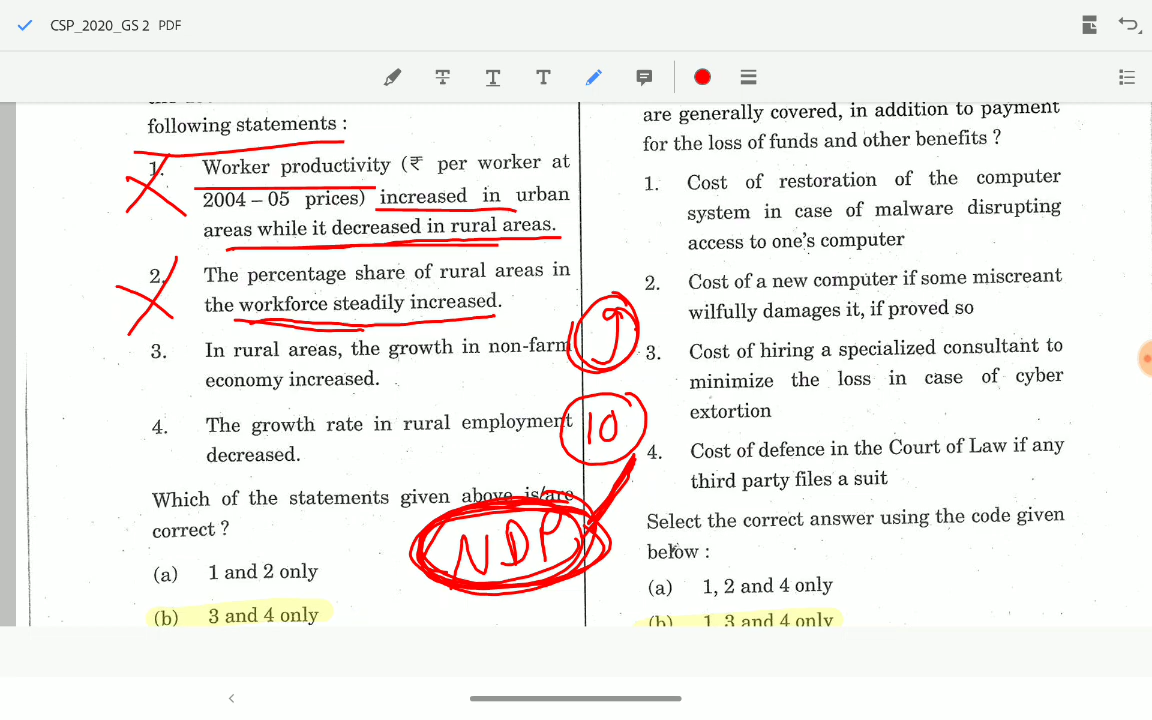 CSP_2020_GS 2 PDF
following statements :
1. Worker productivity (₹ per worker at
2004 – 05 prices) increased in urban
areas while it decreased in rural areas.
2. The percentage share of rural areas in
the workforce steadily increased.
3. In rural areas, the growth in non-farm
economy increased.
4. The growth rate in rural employment
decreased.
Which of the statements given above is/are
correct ?
(a) 1 and 2 only
(b) 3 and 4 only
10
NDP
are generally covered, in addition to payment
for the loss of funds and other benefits ?
1. Cost of restoration of the computer
system in case of malware disrupting
access to one's computer
2. Cost of a new computer if some miscreant
wilfully damages it, if proved so
3. Cost of hiring a specialized consultant to
minimize the loss in case of cyber
extortion
4. Cost of defence in the Court of Law if any
third party files a suit
Select the correct answer using the code given
below :
(a) 1, 2 and 4 only
(b) 1, 3 and 4 only